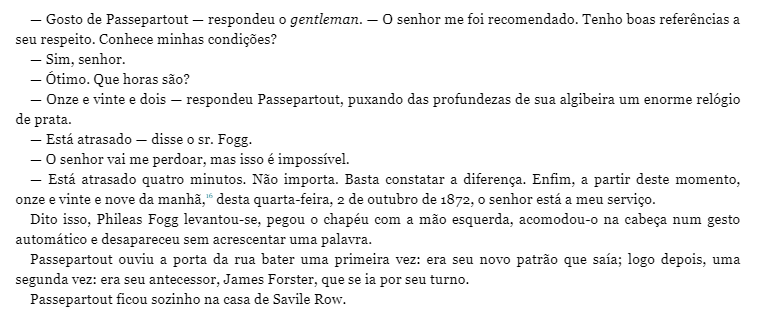 — Gosto de Passepartout — respondeu o gentleman. — O senhor me foi recomendado. Tenho boas referências a
seu respeito. Conhece minhas condições?
— Sim, senhor.
— Ótimo. Que horas são?
— Onze e vinte e dois — respondeu Passepartout, puxando das profundezas de sua algibeira um enorme relógio
de prata.
— Está atrasado — disse o sr. Fogg.
— O senhor vai me perdoar, mas isso é impossível.
— Está atrasado quatro minutos. Não importa. Basta constatar a diferença. Enfim, a partir deste momento,
onze e vinte e nove da manhã,16 desta quarta-feira, 2 de outubro de 1872, o senhor está a meu serviço.
Dito isso, Phileas Fogg levantou-se, pegou o chapéu com a mão esquerda, acomodou-o na cabeça num gesto
automático e desapareceu sem acrescentar uma palavra.
Passepartout ouviu a porta da rua bater uma primeira vez: era seu novo patrão que saía; logo depois, uma
segunda vez: era seu antecessor, James Forster, que se ia por seu turno.
Passepartout ficou sozinho na casa de Savile Row.